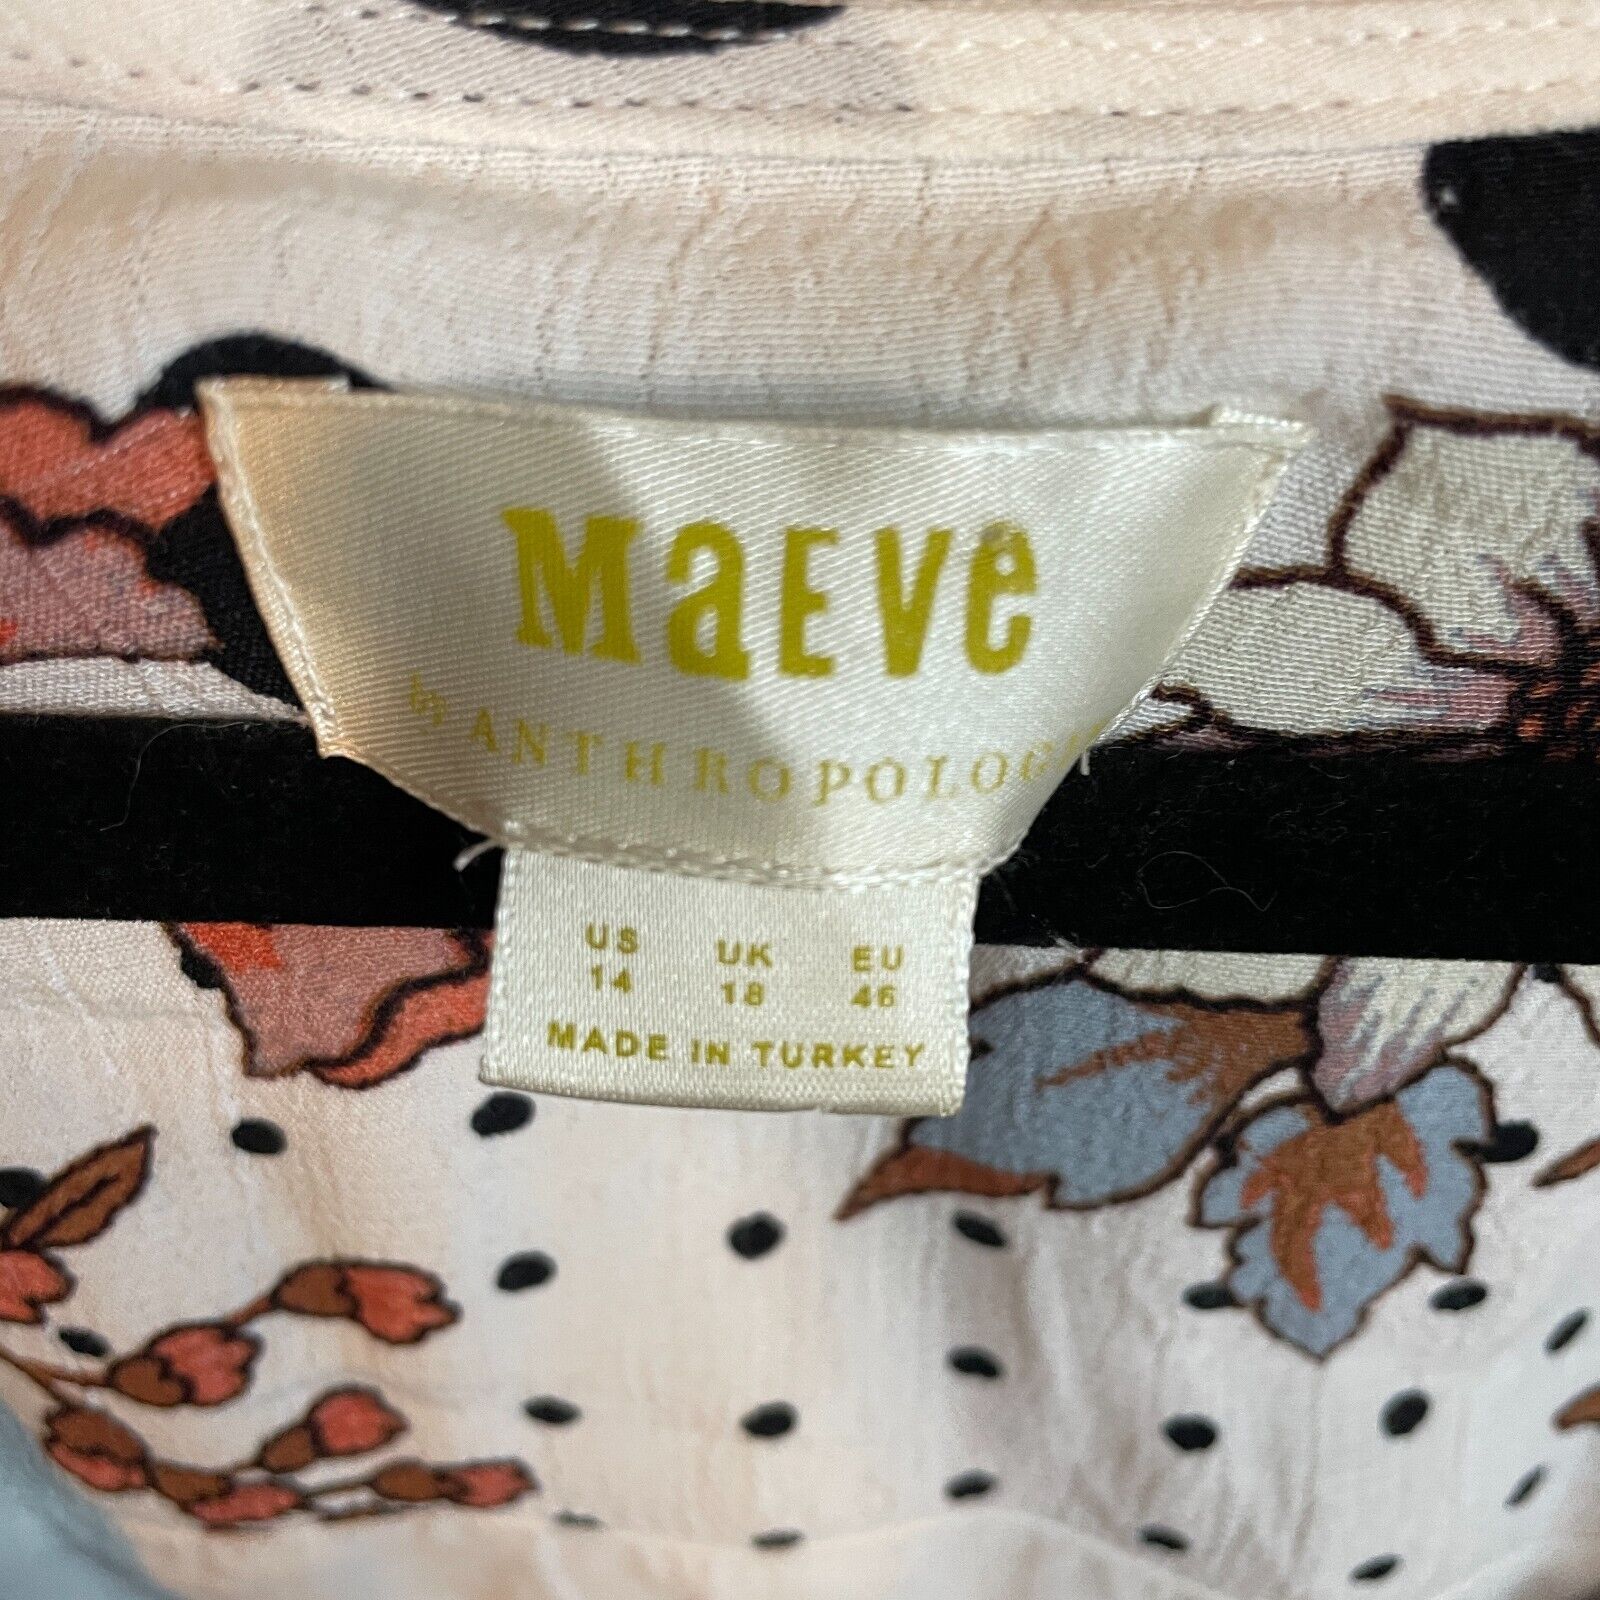 MaEVe
by ANTHROPOLOGIE
US UK EU
14 18 46
MADE IN TURKEY